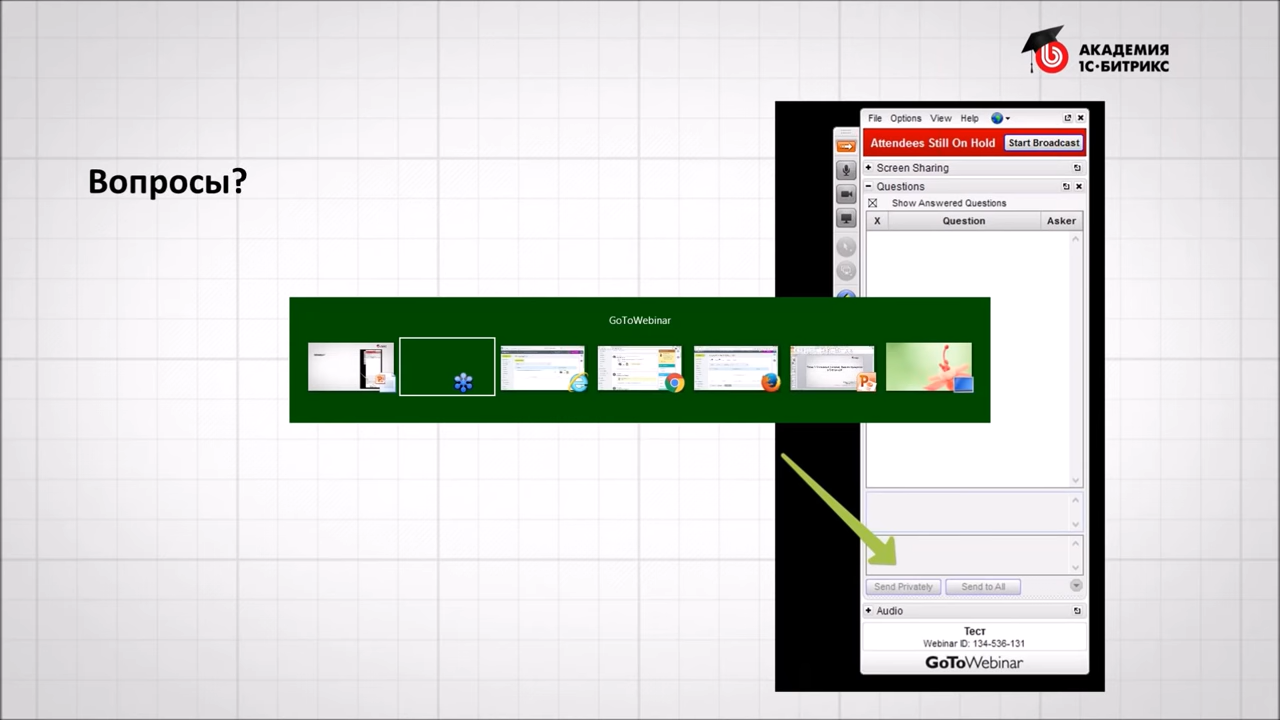 АКАДЕМИЯ
1С·БИТРИКС
Вопросы?
File Options View Help
Attendees Still On Hold Start Broadcast
Screen Sharing
Questions
Show Answered Questions
X Question Asker
GoToWebinar
Send Privately Send to All
Audio
Тест
Webinar ID: 134-536-131
GoToWebinar